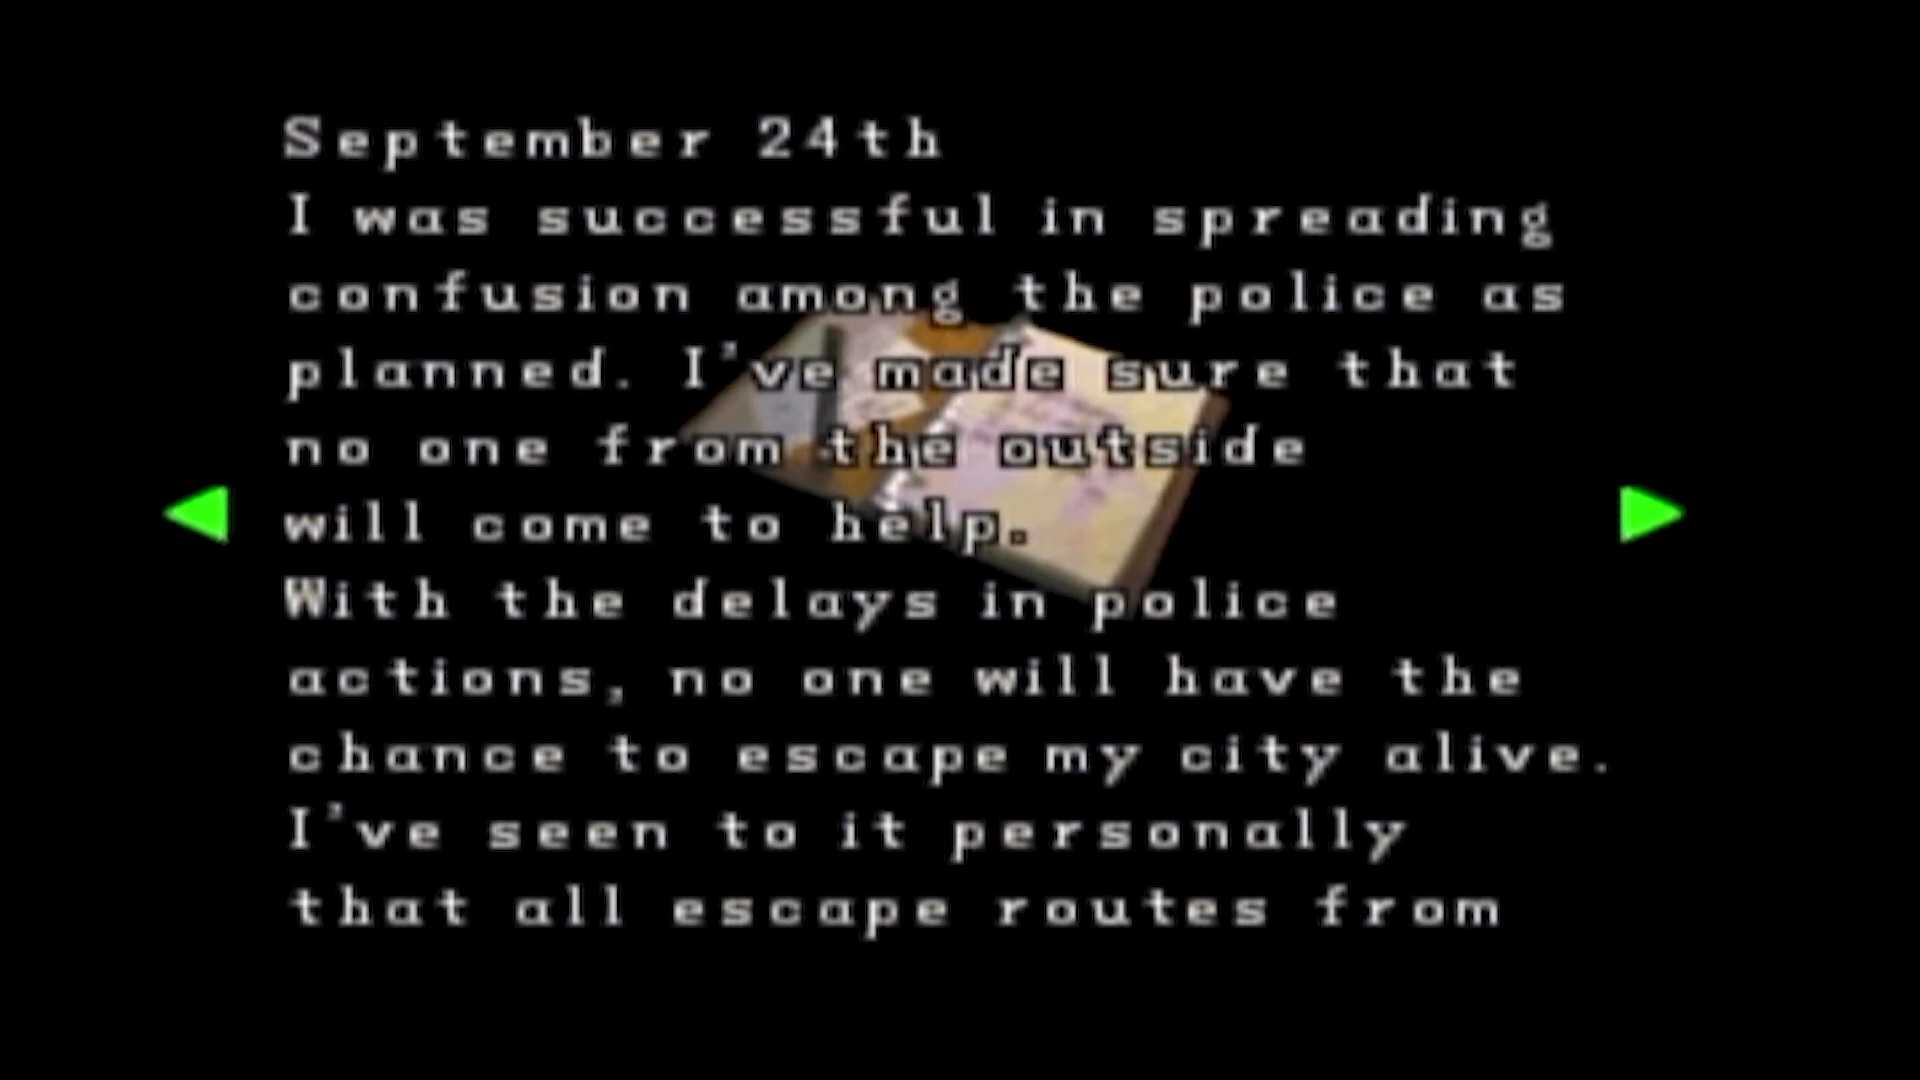 September 24th
I was successful in spreading
confusion among the police as
planned. I've made sure that
no one from the outside
will come to help.
With the delays in police
actions, no one will have the
chance to escape my city alive.
I've seen to it personally
that all escape routes from